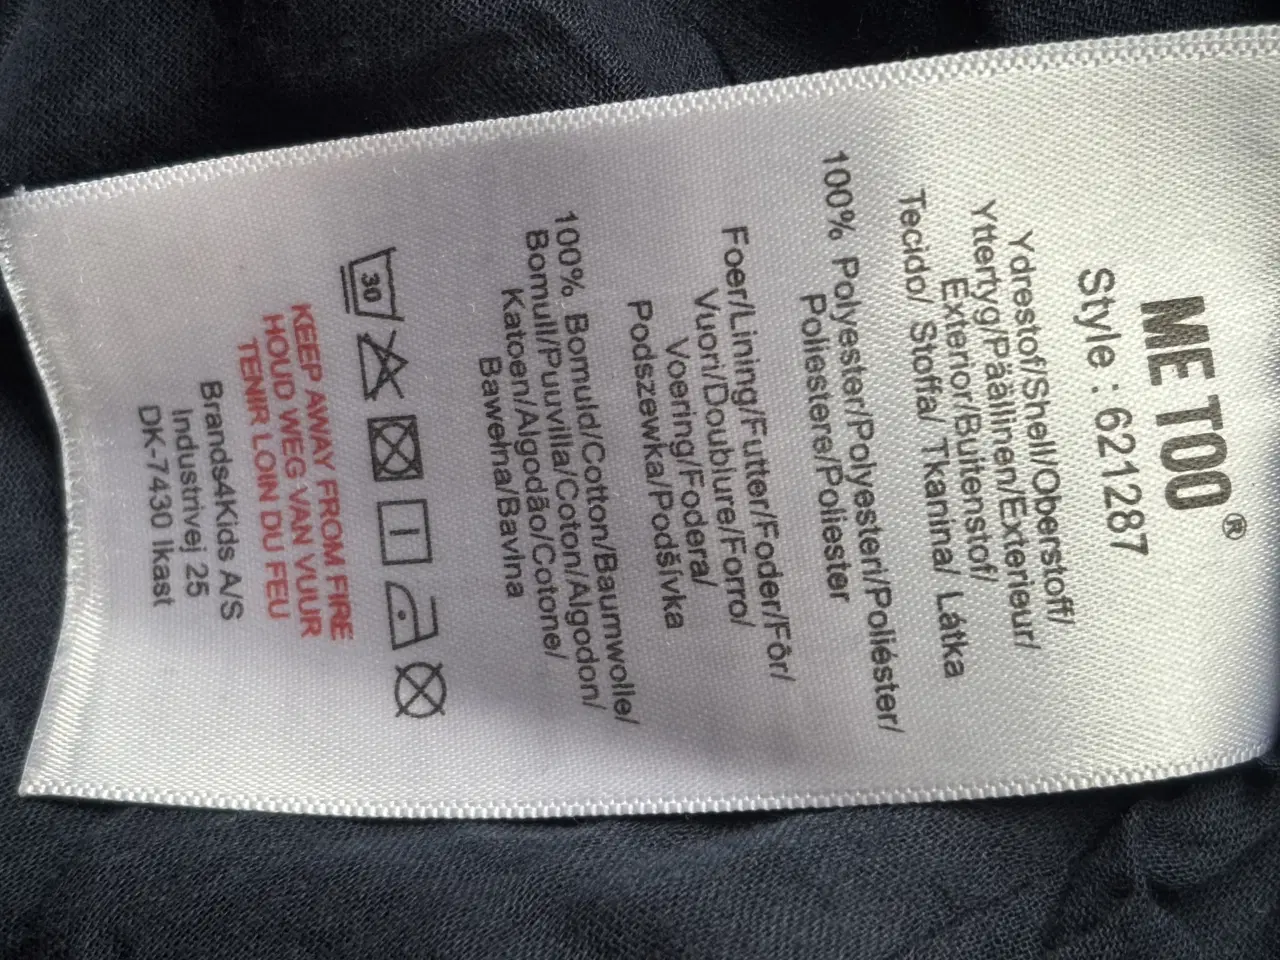 ME TOO®
Style : 621287
Ydrestof/Shell/Oberstoff/
Yttertyg/Päällinen/Exterieur/
Exterior/Buitenstof/
Tecido/ Stoffa/ Tkanina/ Látka
100% Polyester/Polyesteri/Poliéster/
Poliestere/Poliester
Foer/Lining/Futter/Foder/Fôr/
Vuori/Doublure/Forro/
Voering/Fodera/
Podszewka/Podšívka
100% Bomuld/Cotton/Baumwolle/
Bomull/Puuvilla/Coton/Algodon/
Katoen/Algodão/Cotone/
Bawełna/Bavlna
30
KEEP AWAY FROM FIRE
HOUD WEG VAN VUUR
TENIR LOIN DU FEU
Brands4Kids A/S
Industrivej 25
DK-7430 Ikast